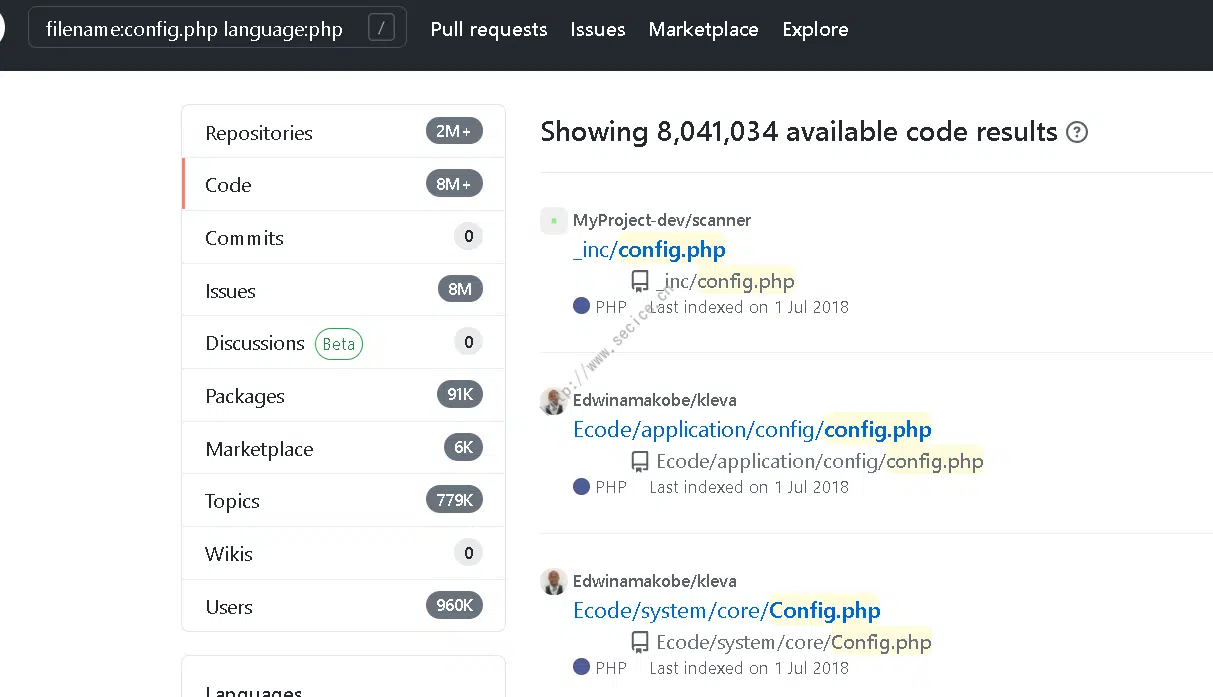 filename:config.php language:php /
Pull requests Issues Marketplace Explore
Repositories 2M+
Code 8M+
Commits 0
Issues 8M
Discussions Beta 0
Packages 91K
Marketplace 6K
Topics 779K
Wikis 0
Users 960K
Languages
Showing 8,041,034 available code results ?
MyProject-dev/scanner
_inc/config.php
_inc/config.php
PHP Last indexed on 1 Jul 2018
Edwinamakobe/kleva
Ecode/application/config/config.php
Ecode/application/config/config.php
PHP Last indexed on 1 Jul 2018
Edwinamakobe/kleva
Ecode/system/core/Config.php
Ecode/system/core/Config.php
PHP Last indexed on 1 Jul 2018
tp://www.secice.cn